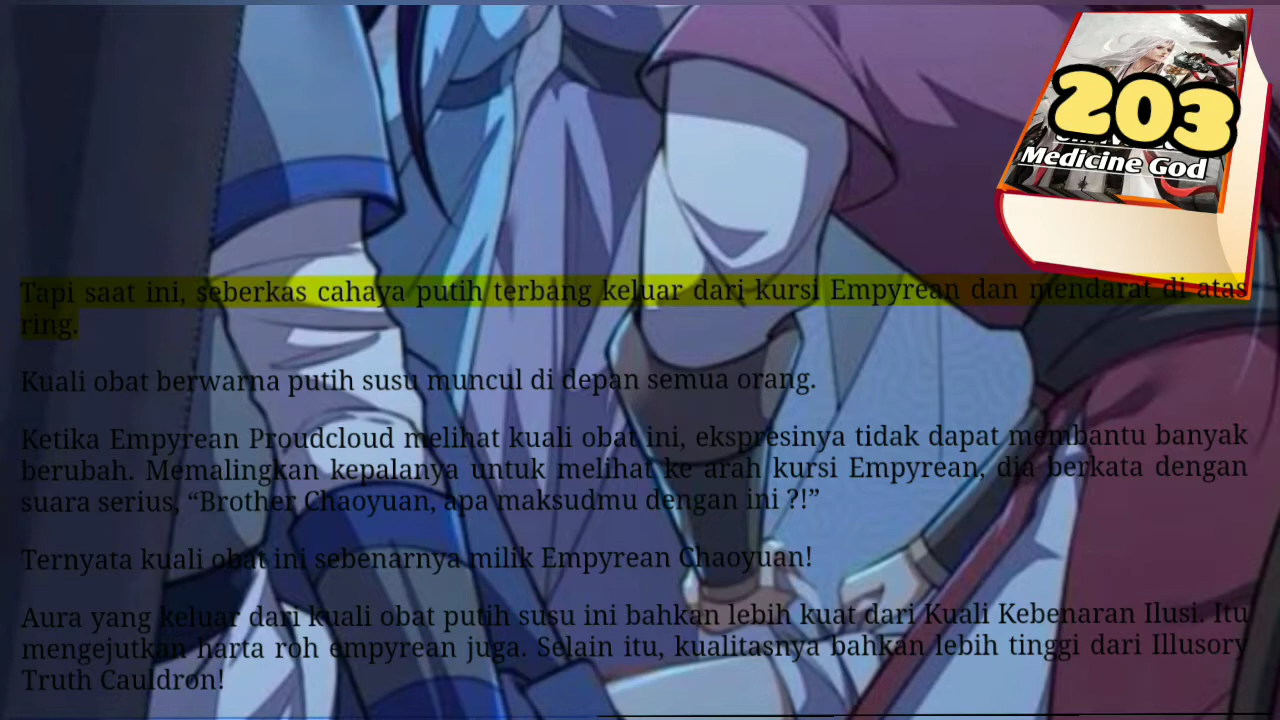 203
Medicine God
Tapi saat ini, seberkas cahaya putih terbang keluar dari kursi Empyrean dan mendarat di atas
ring.
Kuali obat berwarna putih susu muncul di depan semua orang.
Ketika Empyrean Proudcloud melihat kuali obat ini, ekspresinya tidak dapat membantu banyak
berubah. Memalingkan kepalanya untuk melihat ke arah kursi Empyrean, dia berkata dengan
suara serius, “Brother Chaoyuan, apa maksudmu dengan ini ?!”
Ternyata kuali obat ini sebenarnya milik Empyrean Chaoyuan!
Aura yang keluar dari kuali obat putih susu ini bahkan lebih kuat dari Kuali Kebenaran Ilusi. Itu
mengejutkan harta roh empyrean juga. Selain itu, kualitasnya bahkan lebih tinggi dari Illusory
Truth Cauldron!